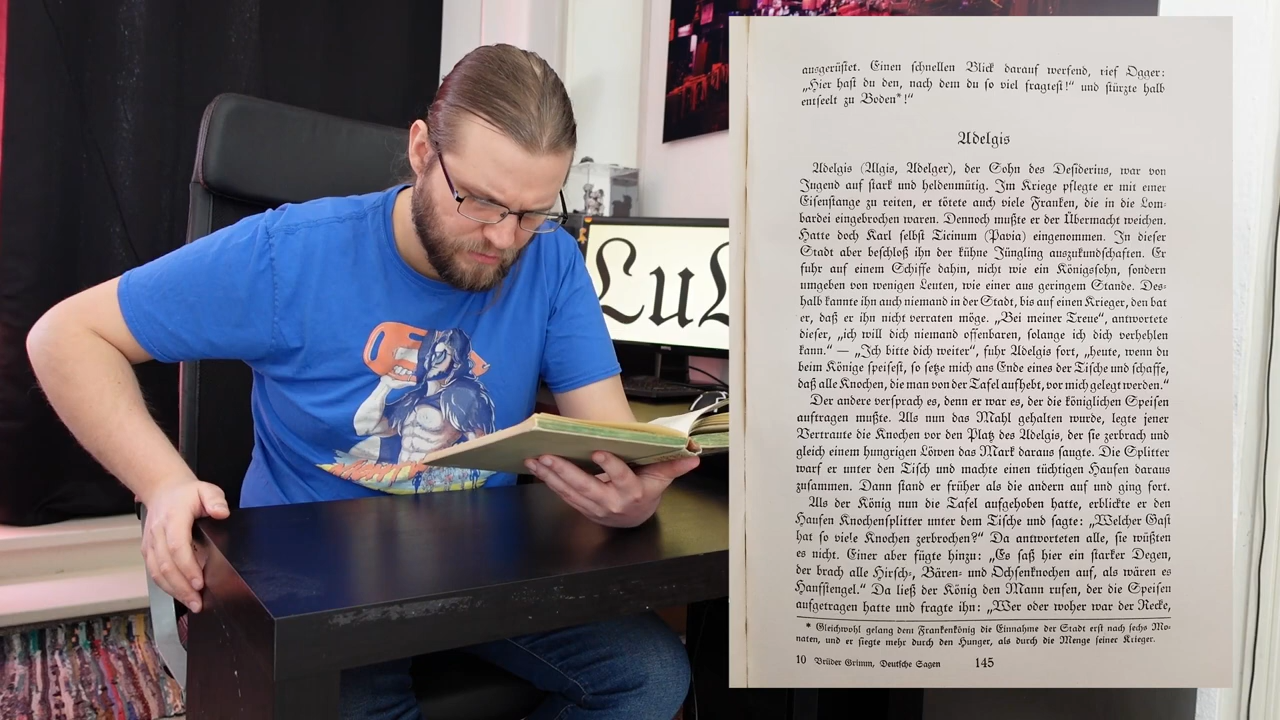 LuL
ausgerüstet. Einen schnellen Blick darauf werfend, rief Ogger:
„Hier hast du den, nach dem du so viel fragtest!“ und stürzte halb
entseelt zu Boden*!“
Adelgis
Adelgis (Algis, Adelger), der Sohn des Desiderius, war von
Jugend auf stark und heldenmütig. Im Kriege pflegte er mit einer
Eisenstange zu reiten, er tötete auch viele Franken, die in die Lom-
bardei eingebrochen waren. Dennoch mußte er der Übermacht weichen.
Hatte doch Karl selbst Ticinum (Pavia) eingenommen. In dieser
Stadt aber beschloß ihn der kühne Jüngling auszukundschaften. Er
fuhr auf einem Schiffe dahin, nicht wie ein Königssohn, sondern
umgeben von wenigen Leuten, wie einer aus geringem Stande. Des-
halb kannte ihn auch niemand in der Stadt, bis auf einen Krieger, den bat
er, daß er ihn nicht verraten möge. „Bei meiner Treue“, antwortete
dieser, „ich will dich niemand offenbaren, solange ich dich verhehlen
kann.“ — „Ich bitte dich weiter“, fuhr Adelgis fort, „heute, wenn du
beim Könige speisest, so setze mich ans Ende eines der Tische und schaffe,
daß alle Knochen, die man von der Tafel aufhebt, vor mich gelegt werden.“
Der andere versprach es, denn er war es, der die königlichen Speisen
auftragen mußte. Als nun das Mahl gehalten wurde, legte jener
Vertraute die Knochen vor den Platz des Adelgis, der sie zerbrach und
gleich einem hungrigen Löwen das Mark daraus saugte. Die Splitter
warf er unter den Tisch und machte einen tüchtigen Haufen daraus
zusammen. Dann stand er früher als die andern auf und ging fort.
Als der König nun die Tafel aufgehoben hatte, erblickte er den
Haufen Knochensplitter unter dem Tische und sagte: „Welcher Gast
hat so viele Knochen zerbrochen?“ Da antworteten alle, sie wüßten
es nicht. Einer aber fügte hinzu: „Es saß hier ein starker Degen,
der brach alle Hirsch-, Bären- und Ochsenknochen auf, als wären es
Hanfstengel.“ Da ließ der König den Mann rufen, der die Speisen
aufgetragen hatte und fragte ihn: „Wer oder woher war der Recke,
* Gleichwohl gelang dem Frankenkönig die Einnahme der Stadt erst nach sechs Mo-
naten, und er siegte mehr durch den Hunger, als durch die Menge seiner Krieger.
10 Brüder Grimm, Deutsche Sagen 145